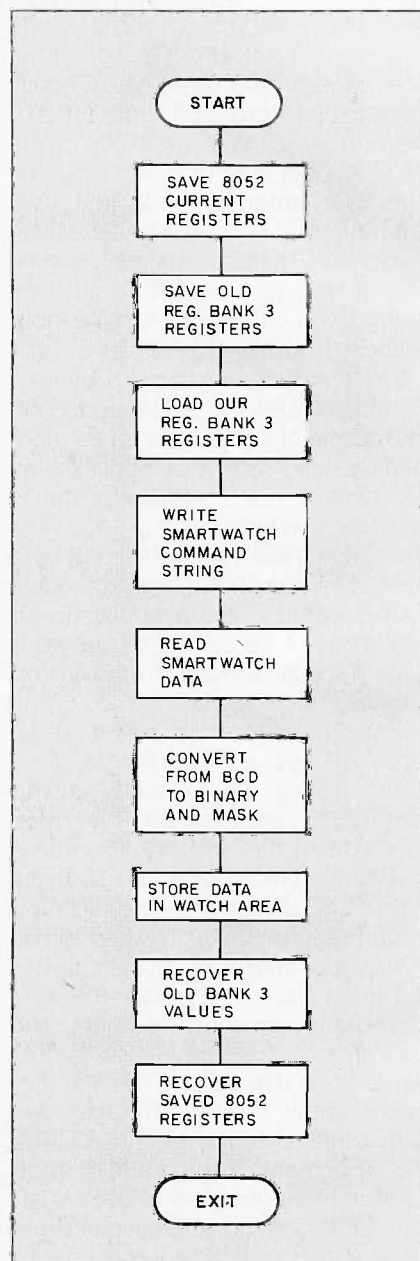 START
SAVE 8052
CURRENT
REGISTERS
SAVE OLD
REG. BANK 3
REGISTERS
LOAD OUR
REG. BANK 3
REGISTERS
WRITE
SMARTWATCH
COMMAND
STRING
READ
SMARTWATCH
DATA
CONVERT
FROM BCD
TO BINARY
AND MASK
STORE DATA
IN WATCH AREA
RECOVER
OLD BANK 3
VALUES
RECOVER
SAVED 8052
REGISTERS
EXIT